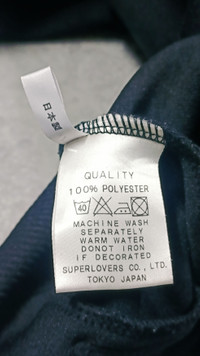 日本製
QUALITY
100% POLYESTER
40
MACHINE WASH
SEPARATELY
WARM WATER
DONOT IRON
IF DECORATED
SUPERLOVERS CO., LTD.
TOKYO JAPAN